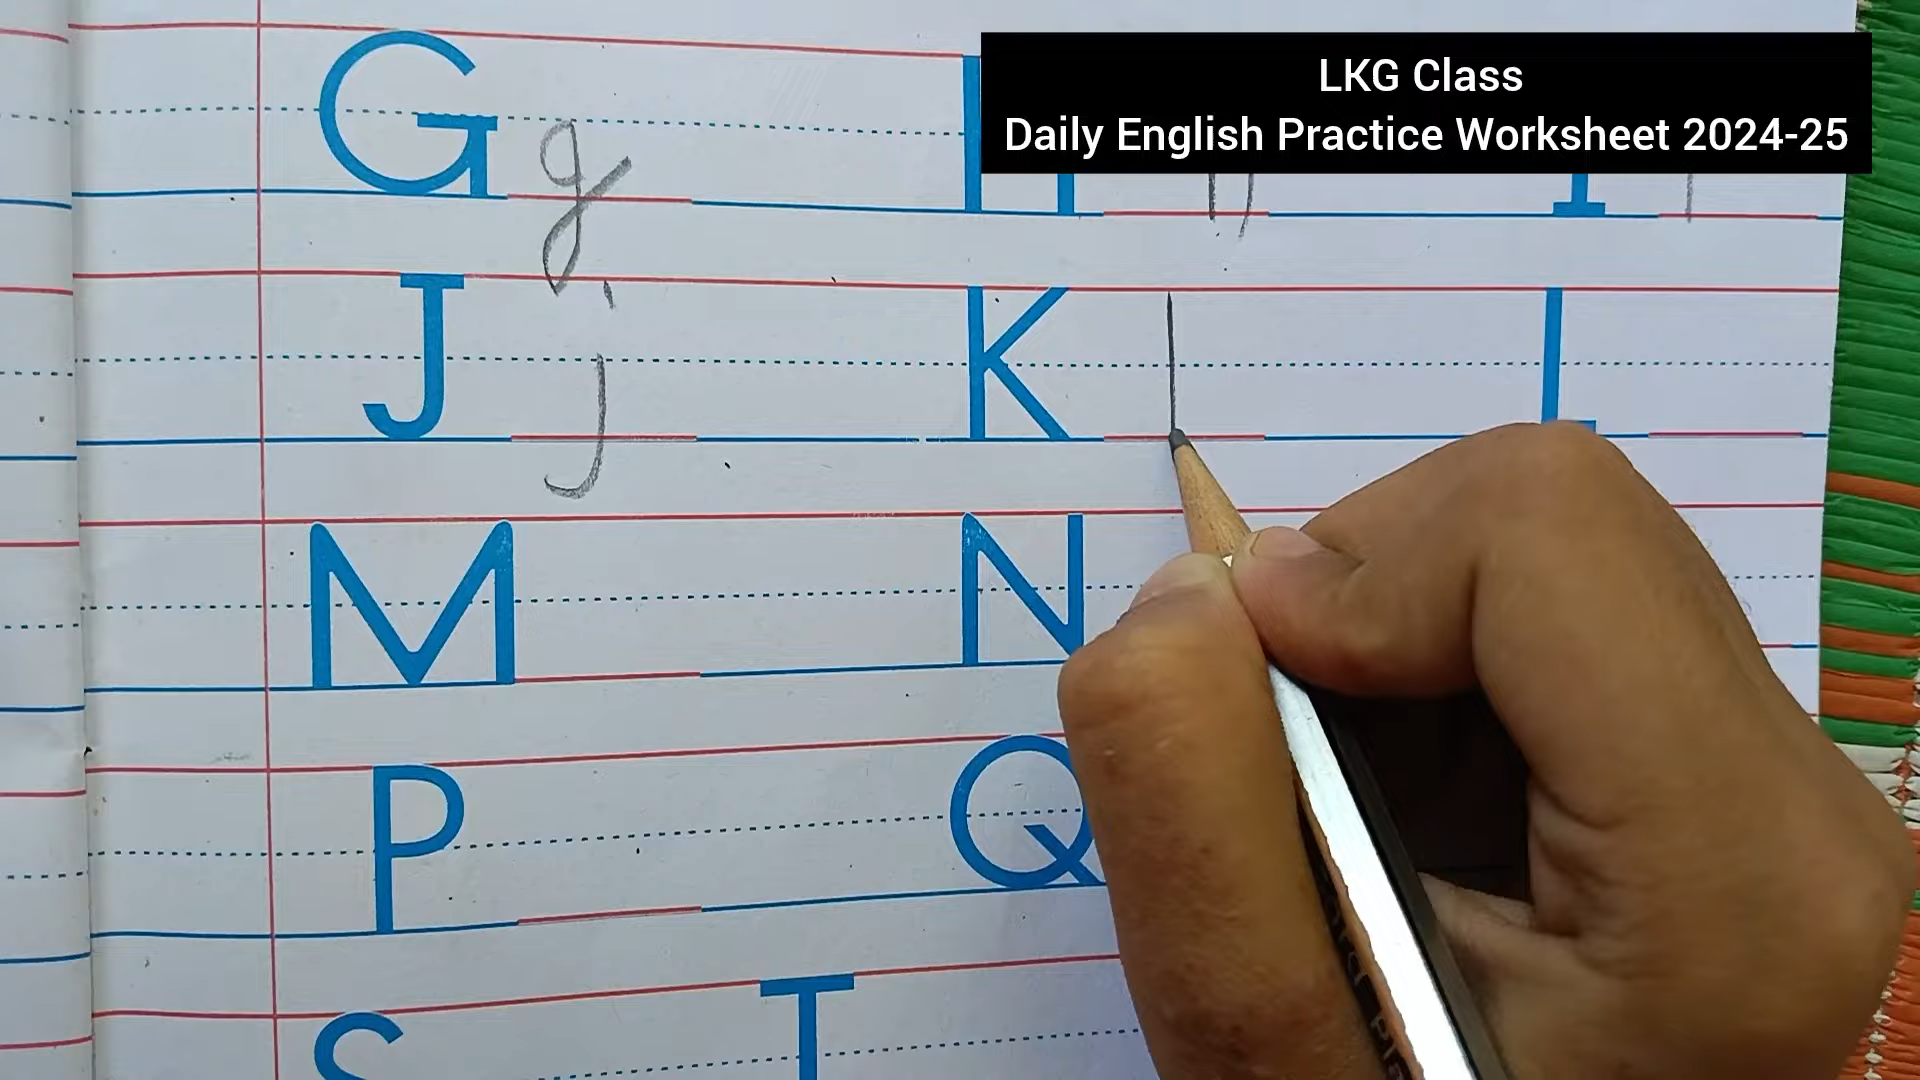 LKG Class
Daily English Practice Worksheet 2024-25
G g
J j K L
M N
P Q
S T